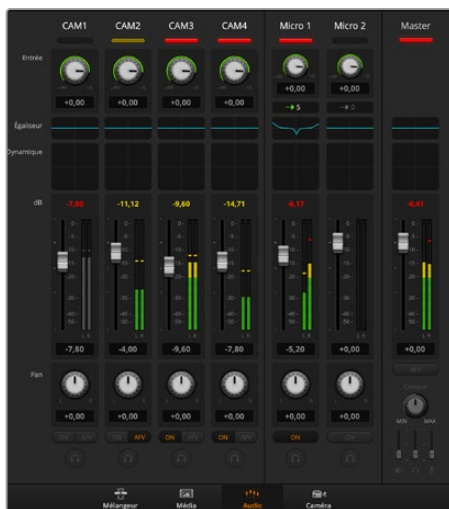 CAM1 CAM2 CAM3 CAM4 Micro 1 Micro 2 Master
Entrée
+0,00 +0,00 +0,00 +0,00 +0,00 +0,00
Égaliseur
Dynamique
dB -7,80 -11,12 -9,60 -14,71 -6,17 -6,41
-7,80 -4,00 -9,60 -7,80 -5,20 +0,00 +0,00
Pan
AFV
Casque
+0,00 +0,00 +0,00 +0,00 +0,00 +0,00
MIN MAX
ON AFV ON AFV ON AFV ON AFV ON ON
Mélangeur Média Audio Caméra